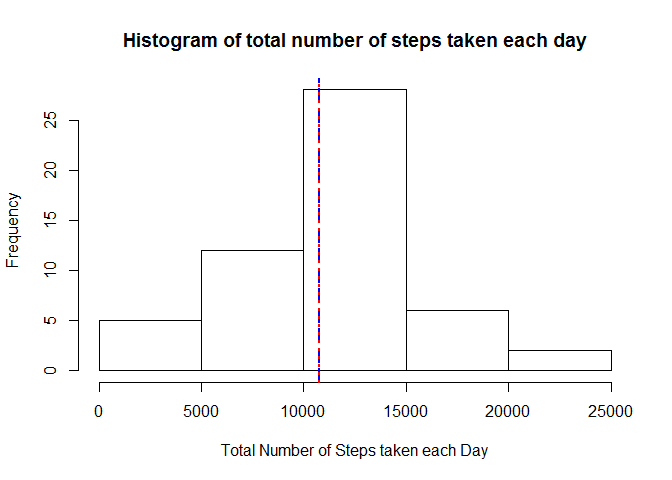 Histogram of total number of steps taken each day
Frequency
25
20
15
10
5
0
0 5000 10000 15000 20000 25000
Total Number of Steps taken each Day